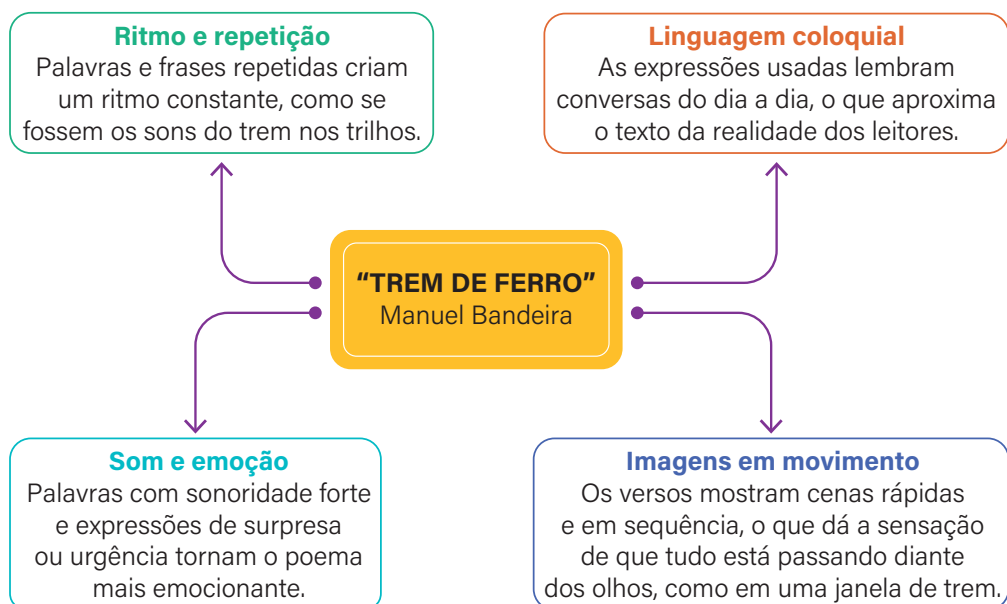 Ritmo e repetição
Palavras e frases repetidas criam
um ritmo constante, como se
fossem os sons do trem nos trilhos.
Linguagem coloquial
As expressões usadas lembram
conversas do dia a dia, o que aproxima
o texto da realidade dos leitores.
“TREM DE FERRO”
Manuel Bandeira
Som e emoção
Palavras com sonoridade forte
e expressões de surpresa
ou urgência tornam o poema
mais emocionante.
Imagens em movimento
Os versos mostram cenas rápidas
e em sequência, o que dá a sensação
de que tudo está passando diante
dos olhos, como em uma janela de trem.